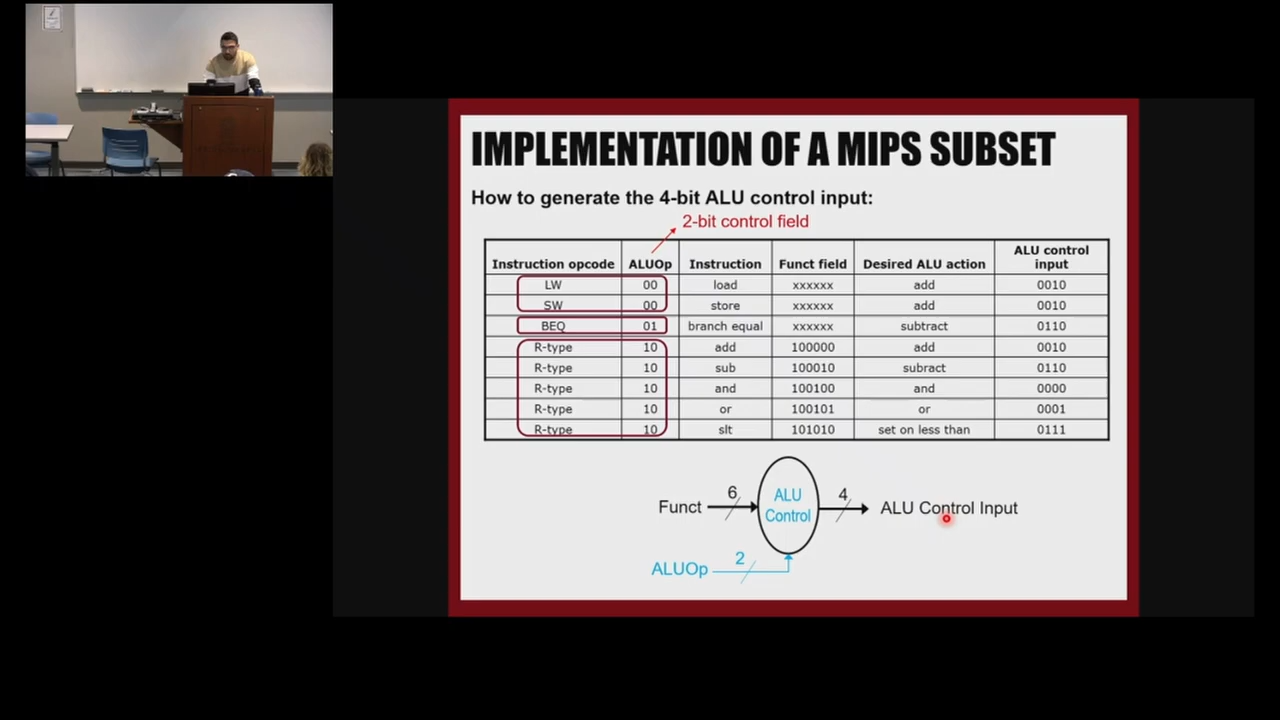 IMPLEMENTATION OF A MIPS SUBSET
How to generate the 4-bit ALU control input:
2-bit control field
Instruction opcode ALUOp Instruction Funct field Desired ALU action ALU control input
LW 00 load xxxxxx add 0010
SW 00 store xxxxxx add 0010
BEQ 01 branch equal xxxxxx subtract 0110
R-type 10 add 100000 add 0010
R-type 10 sub 100010 subract 0110
R-type 10 and 100100 and 0000
R-type 10 or 100101 or 0001
R-type 10 slt 101010 set on less than 0111
Funct 6 ALU Control 4 ALU Control Input
ALUOp 2